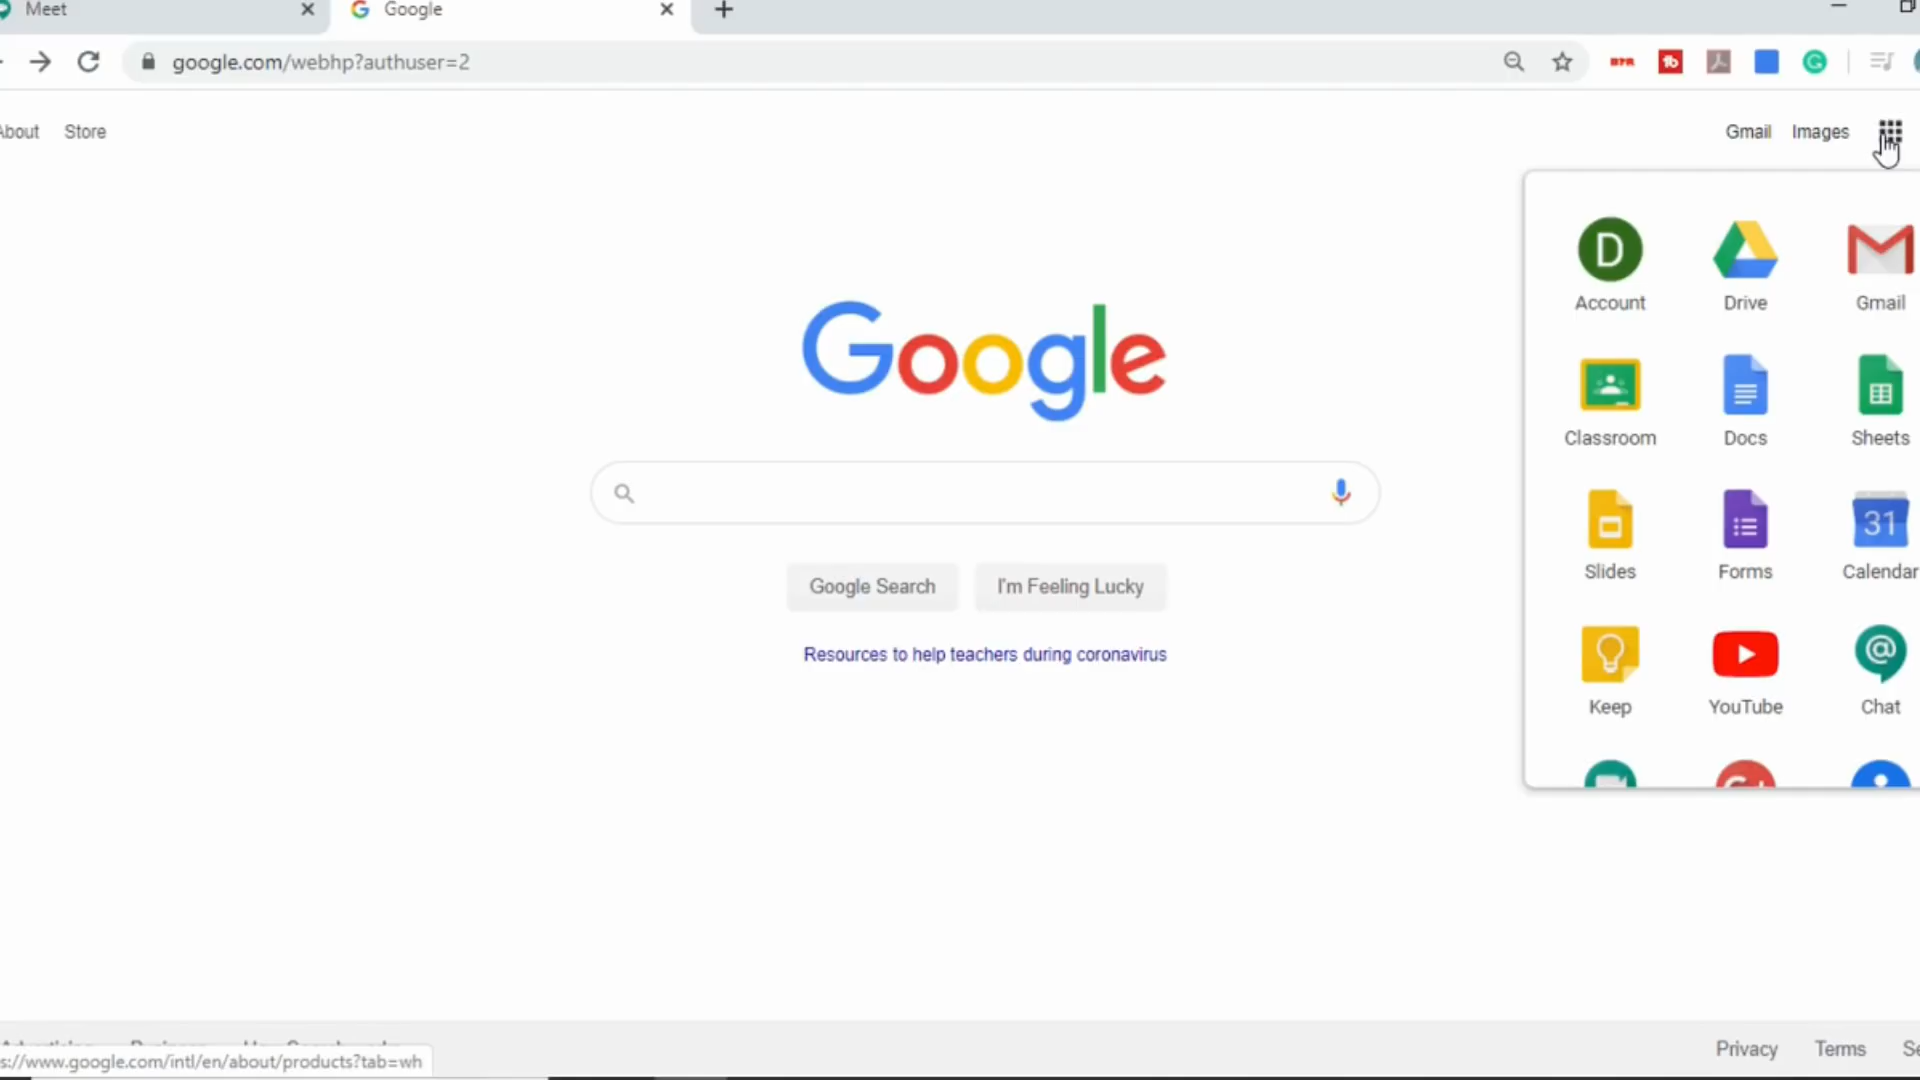 Meet
Google
google.com/webhp?authuser=2
About Store
Gmail Images
D
Account Drive Gmail
Google
Classroom Docs Sheets
31
Slides Forms Calendar
Google Search I'm Feeling Lucky
Resources to help teachers during coronavirus
Keep YouTube Chat
s://www.google.com/intl/en/about/products?tab=wh
Privacy Terms